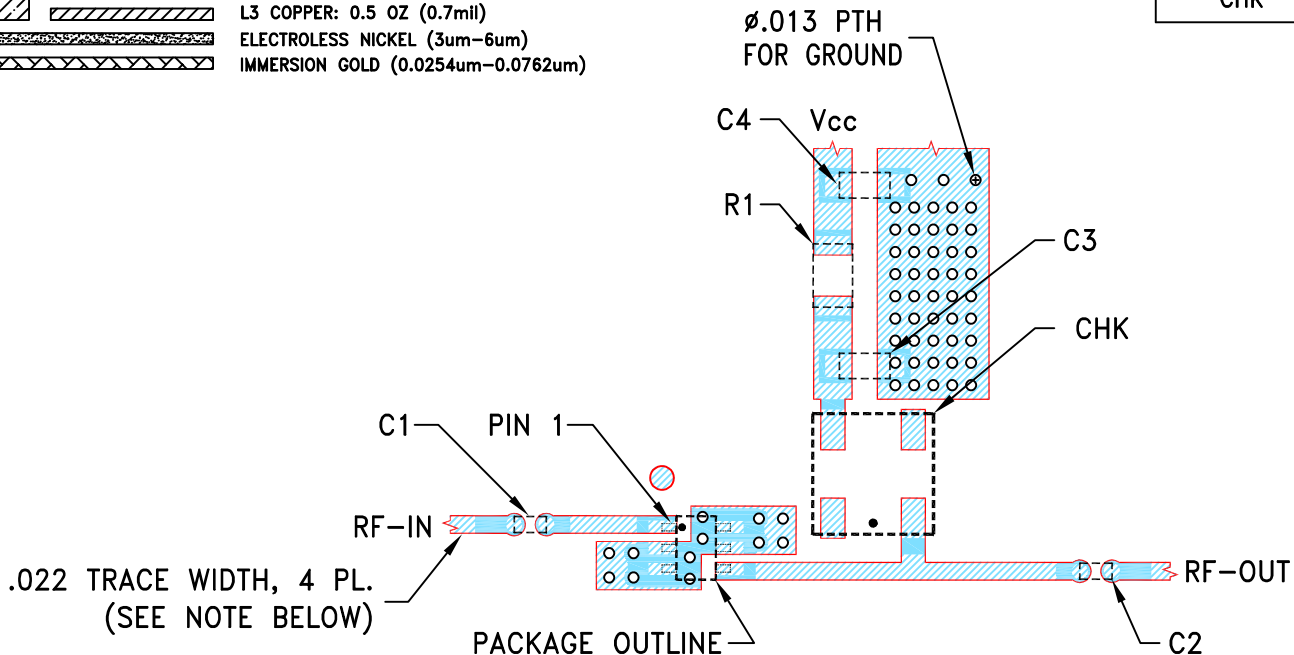 L3 COPPER: 0.5 OZ (0.7mil)
ELECTROLESS NICKEL (3um-6um)
IMMERSION GOLD (0.0254um-0.0762um)
CHK
ø.013 PTH
FOR GROUND
C4
Vcc
R1
C3
CHK
C1
PIN 1
RF-IN
.022 TRACE WIDTH, 4 PL.
(SEE NOTE BELOW)
RF-OUT
PACKAGE OUTLINE
C2